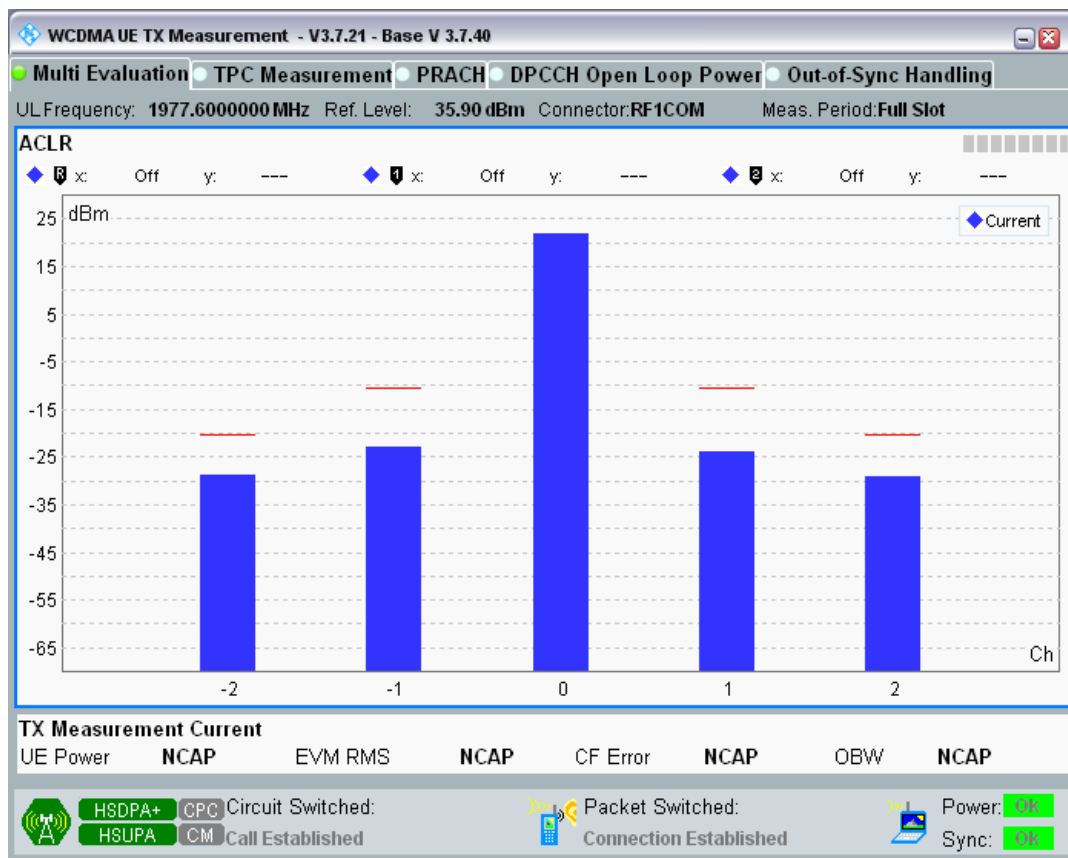 WCDMA UE TX Measurement - V3.7.21 - Base V 3.7.40
Multi Evaluation TPC Measurement PRACH DPCCH Open Loop Power Out-of-Sync Handling
UL Frequency: 1977.6000000 MHz Ref. Level: 35.90 dBm Connector:RF1COM Meas. Period:Full Slot
ACLR
R x: Off y: --- 1 x: Off y: --- 2 x: Off y: ---
dBm
Current
25
15
5
-5
-15
-25
-35
-45
-55
-65
Ch
-2 -1 0 1 2
TX Measurement Current
UE Power NCAP EVM RMS NCAP CF Error NCAP OBW NCAP
HSDPA+ CPC Circuit Switched: Packet Switched: Power: OK
HSUPA CM Call Established Connection Established Sync: OK